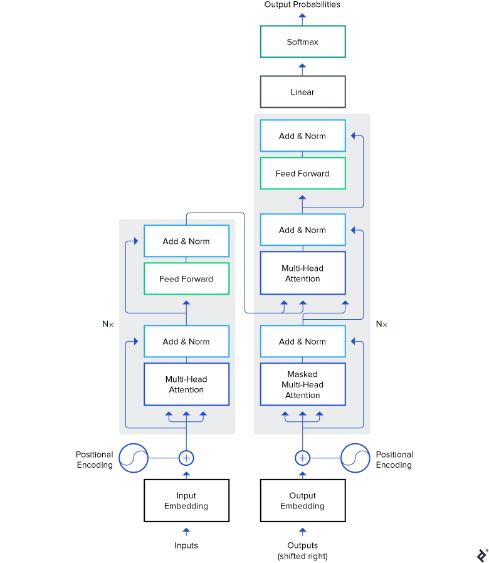 Output Probabilities
Softmax
Linear
Add & Norm
Feed Forward
Add & Norm
Multi-Head
Attention
Add & Norm
Masked
Multi-Head
Attention
Nx
Positional
Encoding
Output
Embedding
Outputs
(shifted right)
Add & Norm
Feed Forward
Nx
Add & Norm
Multi-Head
Attention
Positional
Encoding
Input
Embedding
Inputs